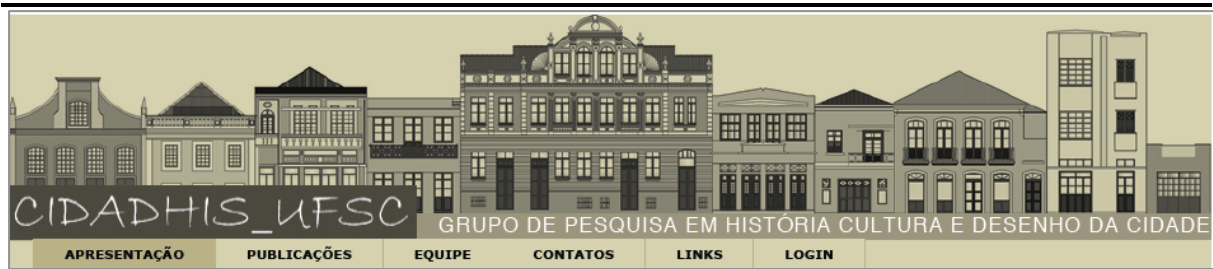 CIDADHIS_UFSC
GRUPO DE PESQUISA EM HISTÓRIA CULTURA E DESENHO DA CIDADE
APRESENTAÇÃO PUBLICAÇÕES EQUIPE CONTATOS LINKS LOGIN